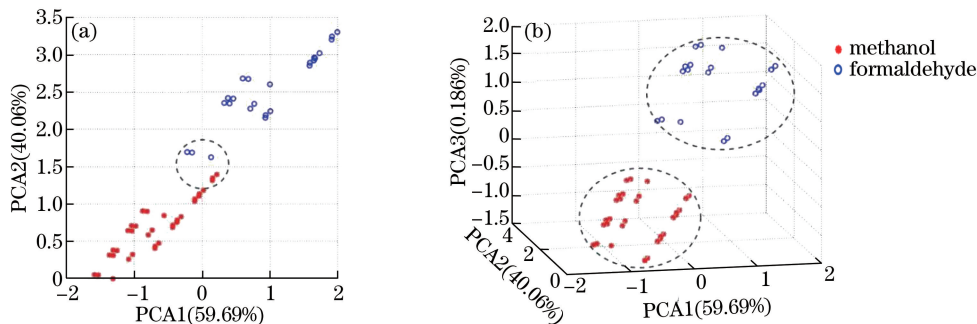 (a)
PCA2(40.06%)
3.5
3.0
2.5
2.0
1.5
1.0
0.5
0
−2 −1 0 1 2
PCA1(59.69%)
(b)
PCA3(0.186%)
2.0
1.5
1.0
0.5
0
−0.5
−1.0
−1.5
4
2
0
PCA2(40.06%)
−2 −1 0 1 2
PCA1(59.69%)
methanol
formaldehyde